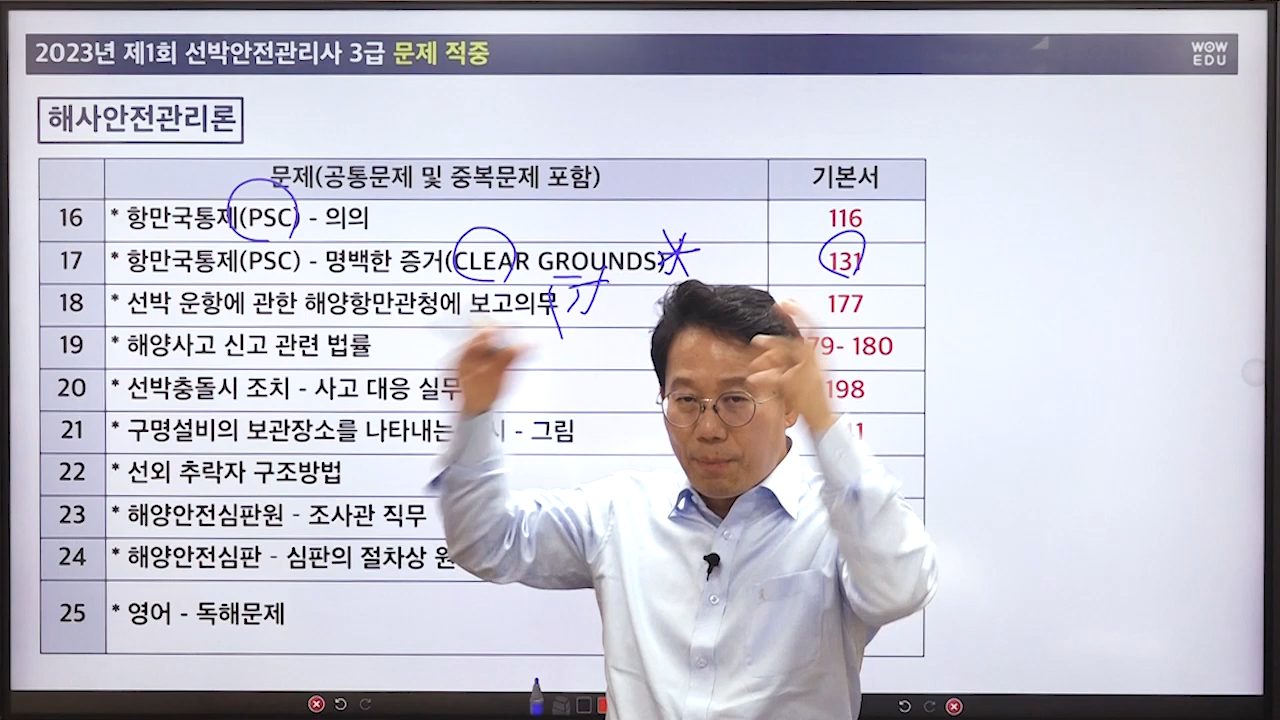 2023년 제1회 선박안전관리사 3급 문제 적중
WOW
EDU
해사안전관리론
문제(공통문제 및 중복문제 포함) 기본서
16 * 항만국통제(PSC) - 의의 116
17 * 항만국통제(PSC) - 명백한 증거(CLEAR GROUNDS) 131
18 * 선박 운항에 관한 해양항만관청에 보고의무 177
19 * 해양사고 신고 관련 법률 79- 180
20 * 선박충돌시 조치 - 사고 대응 실무 198
21 * 구명설비의 보관장소를 나타내는 - 그림
22 * 선외 추락자 구조방법
23 * 해양안전심판원 - 조사관 직무
24 * 해양안전심판 - 심판의 절차상 원
25 * 영어 - 독해문제